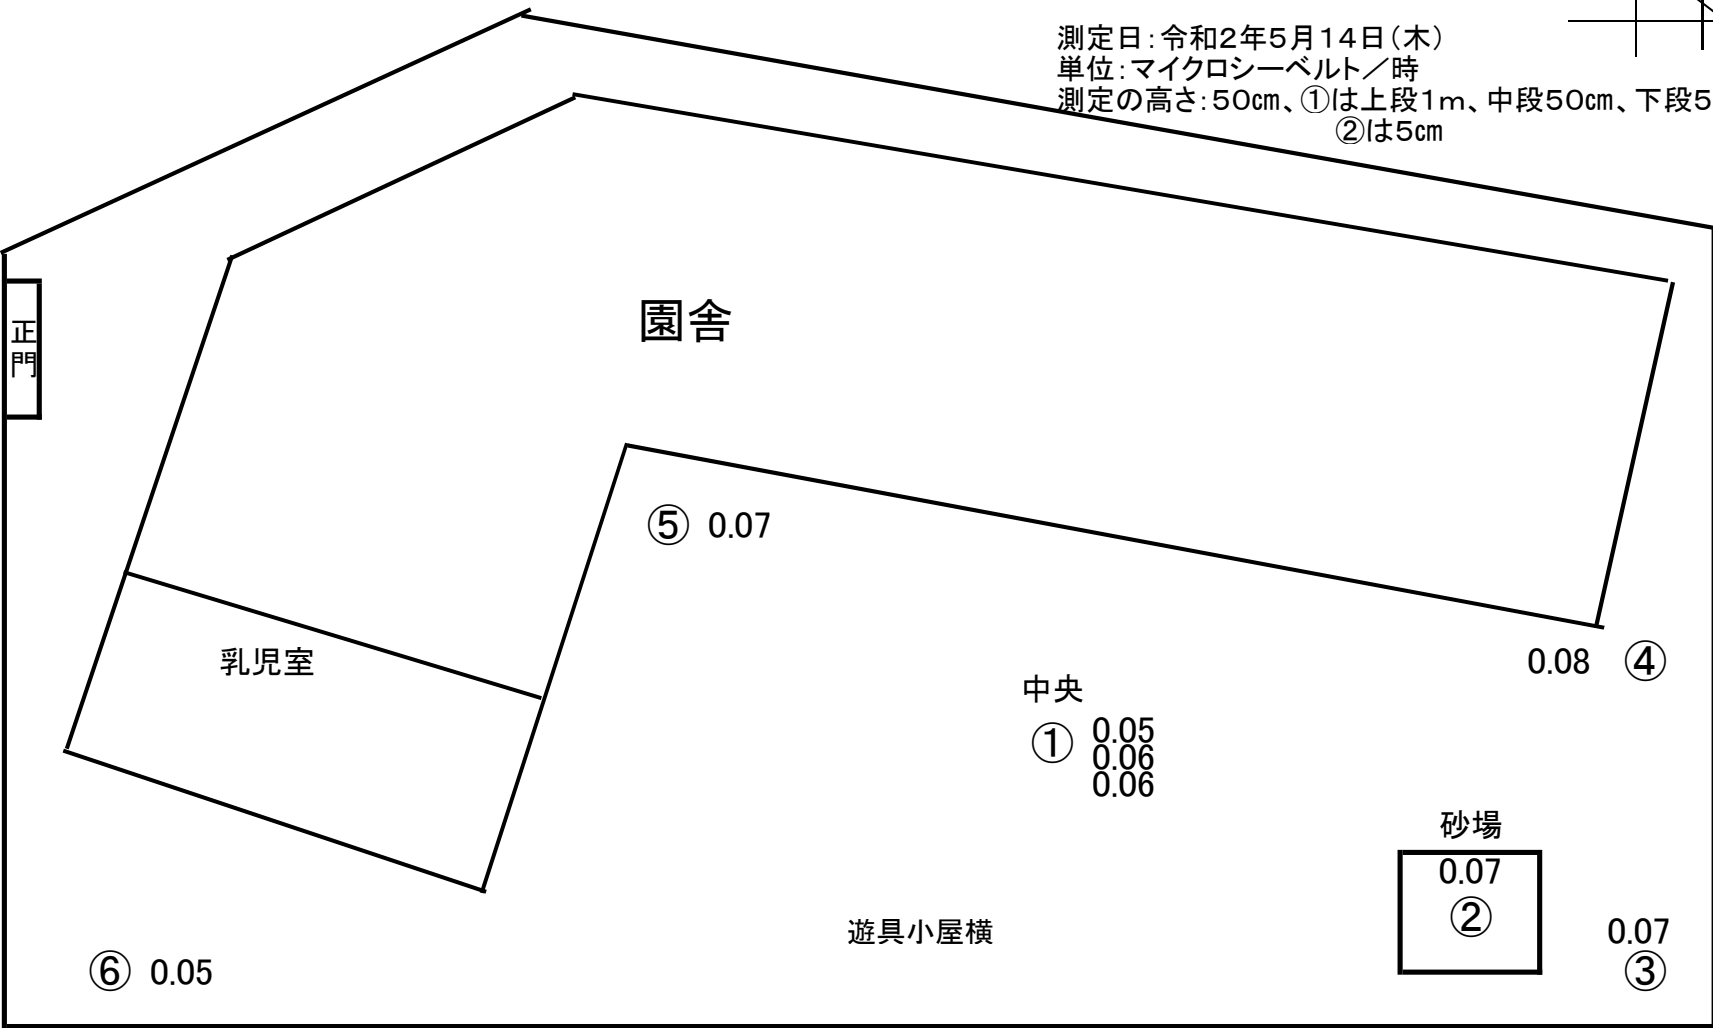 測定日:令和2年5月14日(木)
単位:マイクロシーベルト/時
測定の高さ:50㎝、①は上段1m、中段50㎝、下段5
②は5㎝
正門
園舎
⑤ 0.07
乳児室
0.08 ④
中央
① 0.05
0.06
0.06
砂場
0.07
②
遊具小屋横
0.07
③
⑥ 0.05